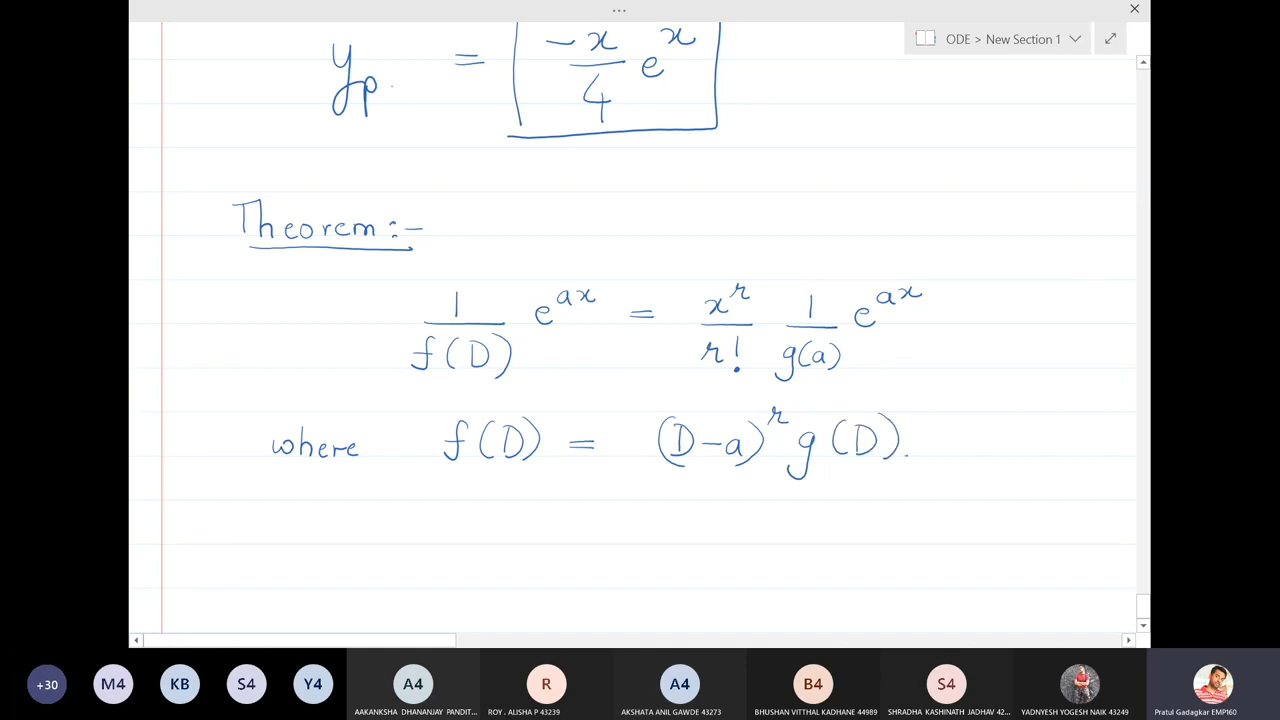 ODE > New Section 1
y_p = -x/4 e^x
Theorem :-
1/f(D) e^{ax} = x^r/r! 1/g(a) e^{ax}
where f(D) = (D-a)^r g(D).
+30 M4 KB S4 Y4 A4 R A4 B4 S4
AAKANKSHA DHANANJAY PANDIT... ROY . ALISHA P 43239 AKSHATA ANIL GAWDE 43273 BHUSHAN VITTHAL KADHANE 44989 SHRADHA KASHINATH JADHAV 42... YADNYESH YOGESH NAIK 43249 Pratul Gadagkar EMP160